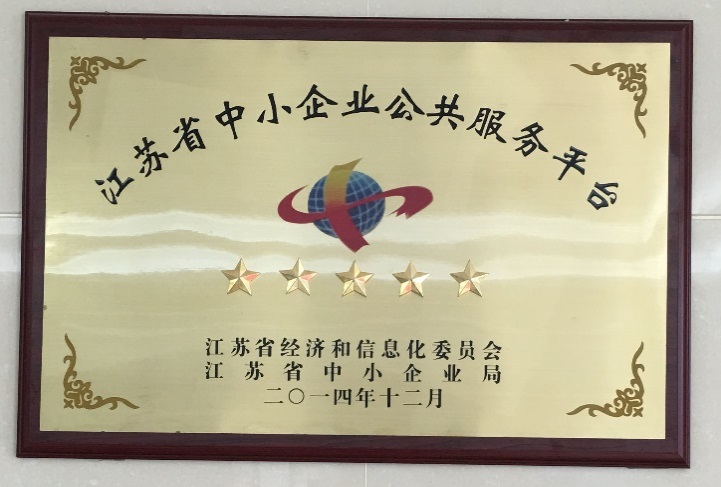 江苏省中小企业公共服务平台
江苏省经济和信息化委员会
江苏省中小企业局
二〇一四年十二月